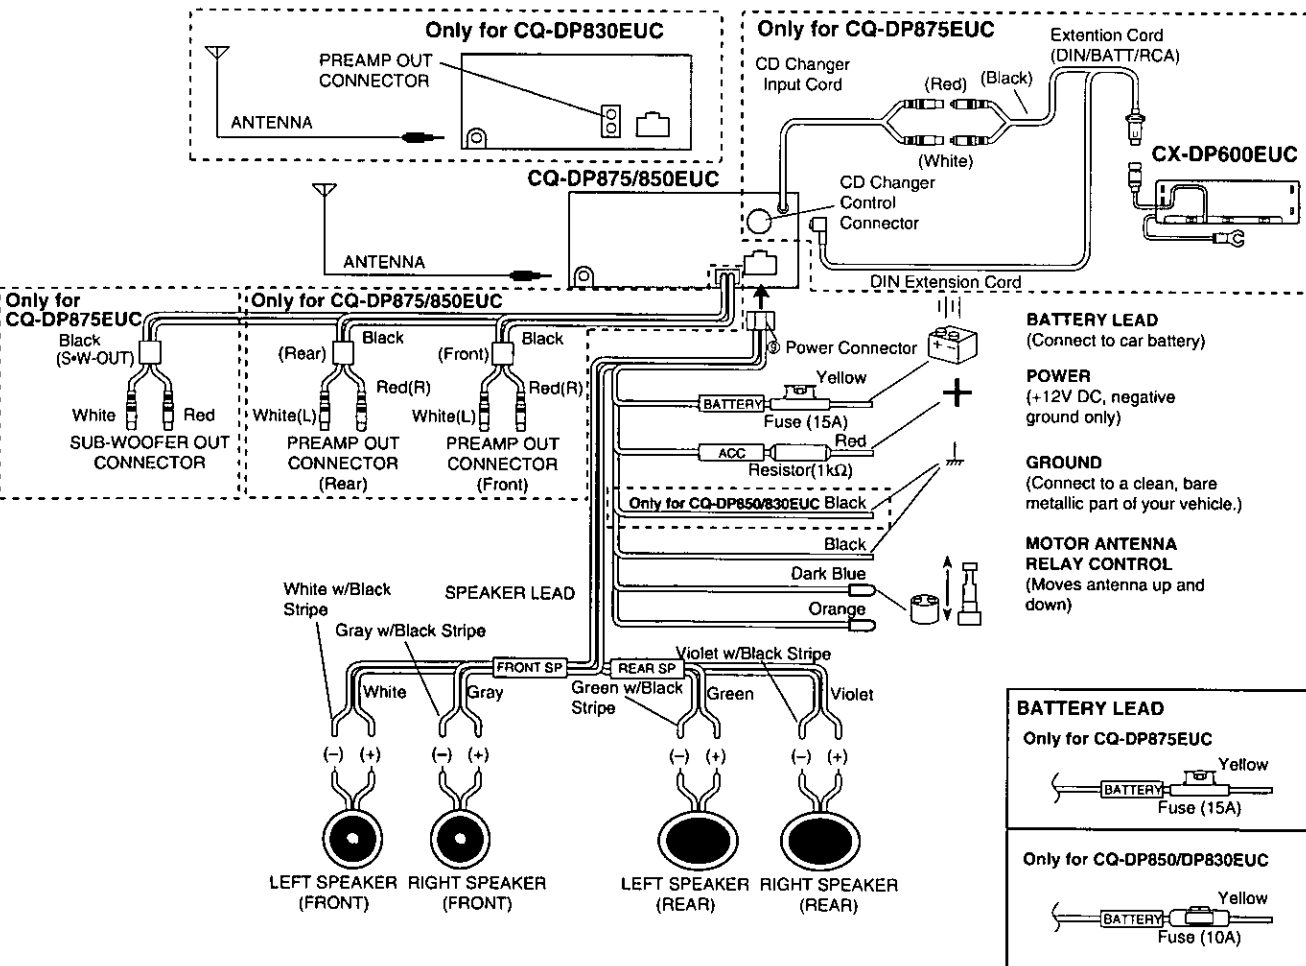 Only for CQ-DP830EUC
PREAMP OUT
CONNECTOR
ANTENNA
Only for CQ-DP875EUC
CD Changer
Input Cord
(Red)
(Black)
(White)
Extention Cord
(DIN/BATT/RCA)
CX-DP600EUC
CQ-DP875/850EUC
CD Changer
Control
Connector
ANTENNA
DIN Extension Cord
Only for
CQ-DP875EUC
Black
(S•W-OUT)
White
Red
SUB-WOOFER OUT
CONNECTOR
Only for CQ-DP875/850EUC
(Rear)
Black
Red(R)
White(L)
PREAMP OUT
CONNECTOR
(Rear)
(Front)
Black
Red(R)
White(L)
PREAMP OUT
CONNECTOR
(Front)
⑨ Power Connector
+ -
BATTERY
Yellow
Fuse (15A)
ACC
Red
Resistor(1kΩ)
Only for CQ-DP850/830EUC Black
Black
Dark Blue
Orange
BATTERY LEAD
(Connect to car battery)
POWER
(+12V DC, negative
ground only)
GROUND
(Connect to a clean, bare
metallic part of your vehicle.)
MOTOR ANTENNA
RELAY CONTROL
(Moves antenna up and
down)
SPEAKER LEAD
White w/Black
Stripe
Gray w/Black Stripe
FRONT SP
REAR SP
Violet w/Black Stripe
White
Gray
Green w/Black
Stripe
Green
Violet
(−) (+)
(−) (+)
(−) (+)
(−) (+)
LEFT SPEAKER
(FRONT)
RIGHT SPEAKER
(FRONT)
LEFT SPEAKER
(REAR)
RIGHT SPEAKER
(REAR)
BATTERY LEAD
Only for CQ-DP875EUC
Yellow
BATTERY
Fuse (15A)
Only for CQ-DP850/DP830EUC
Yellow
BATTERY
Fuse (10A)